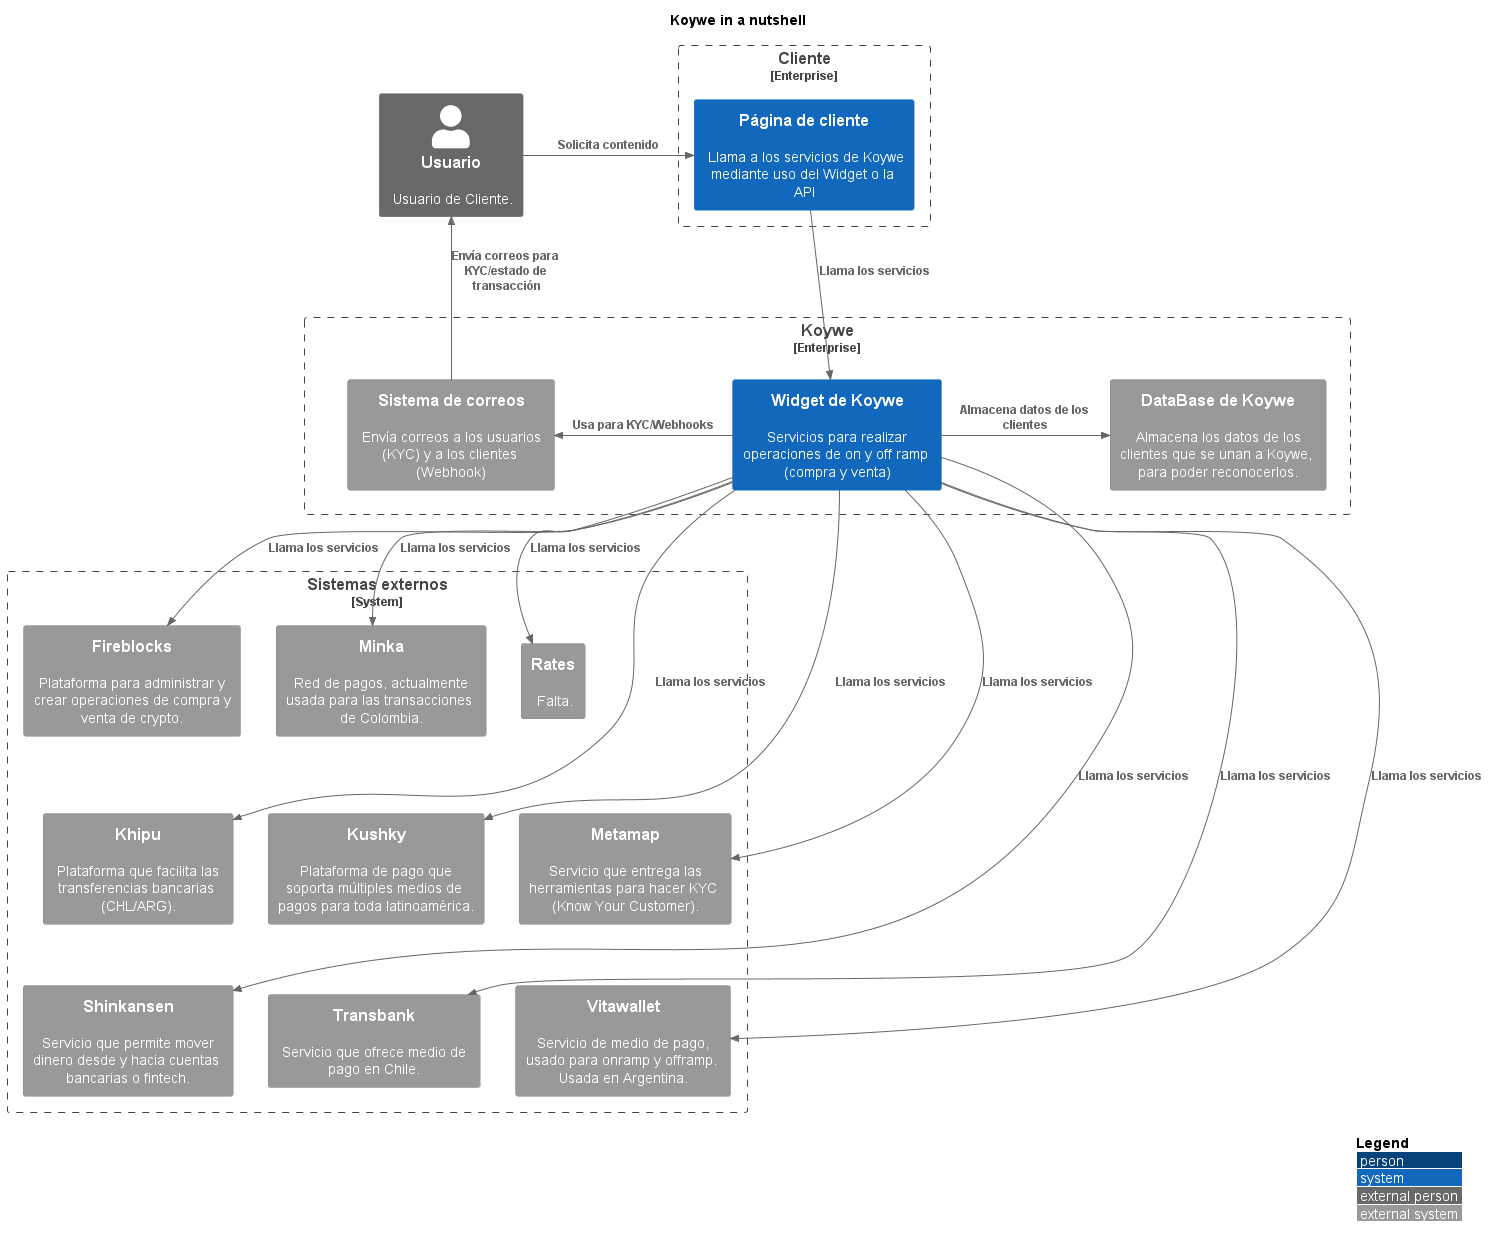 Koywe in a nutshell
Cliente
[Enterprise]
Página de cliente
Llama a los servicios de Koywe
mediante uso del Widget o la
API
Usuario
Usuario de Cliente.
Solicita contenido
Envía correos para
KYC/estado de
transacción
Llama los servicios
Koywe
[Enterprise]
Sistema de correos
Envía correos a los usuarios
(KYC) y a los clientes
(Webhook)
Usa para KYC/Webhooks
Widget de Koywe
Servicios para realizar
operaciones de on y off ramp
(compra y venta)
Almacena datos de los
clientes
DataBase de Koywe
Almacena los datos de los
clientes que se unan a Koywe,
para poder reconocerlos.
Llama los servicios
Llama los servicios
Llama los servicios
Sistemas externos
[System]
Fireblocks
Plataforma para administrar y
crear operaciones de compra y
venta de crypto.
Minka
Red de pagos, actualmente
usada para las transacciones
de Colombia.
Rates
Falta.
Llama los servicios
Llama los servicios
Llama los servicios
Llama los servicios
Llama los servicios
Llama los servicios
Khipu
Plataforma que facilita las
transferencias bancarias
(CHL/ARG).
Kushky
Plataforma de pago que
soporta múltiples medios de
pagos para toda latinoamérica.
Metamap
Servicio que entrega las
herramientas para hacer KYC
(Know Your Customer).
Shinkansen
Servicio que permite mover
dinero desde y hacia cuentas
bancarias o fintech.
Transbank
Servicio que ofrece medio de
pago en Chile.
Vitawallet
Servicio de medio de pago,
usado para onramp y offramp.
Usada en Argentina.
Legend
person
system
external person
external system